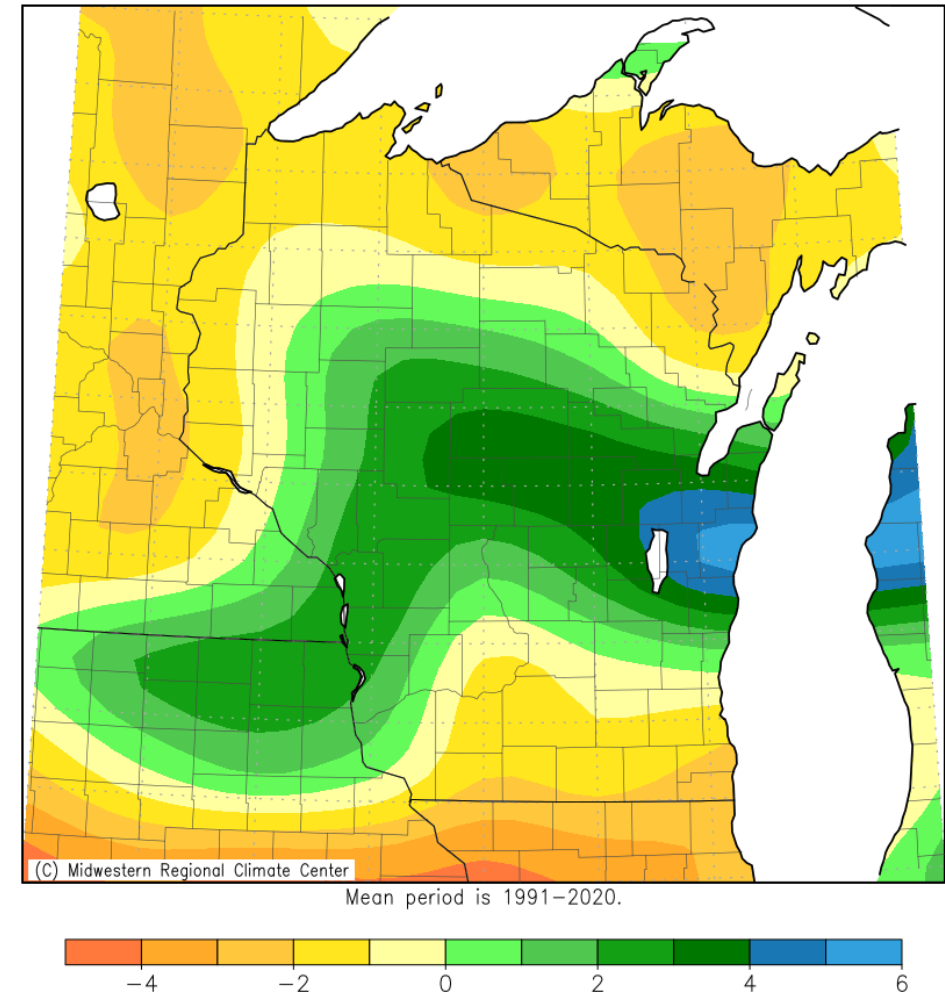 (C) Midwestern Regional Climate Center
Mean period is 1991−2020.
−4 −2 0 2 4 6